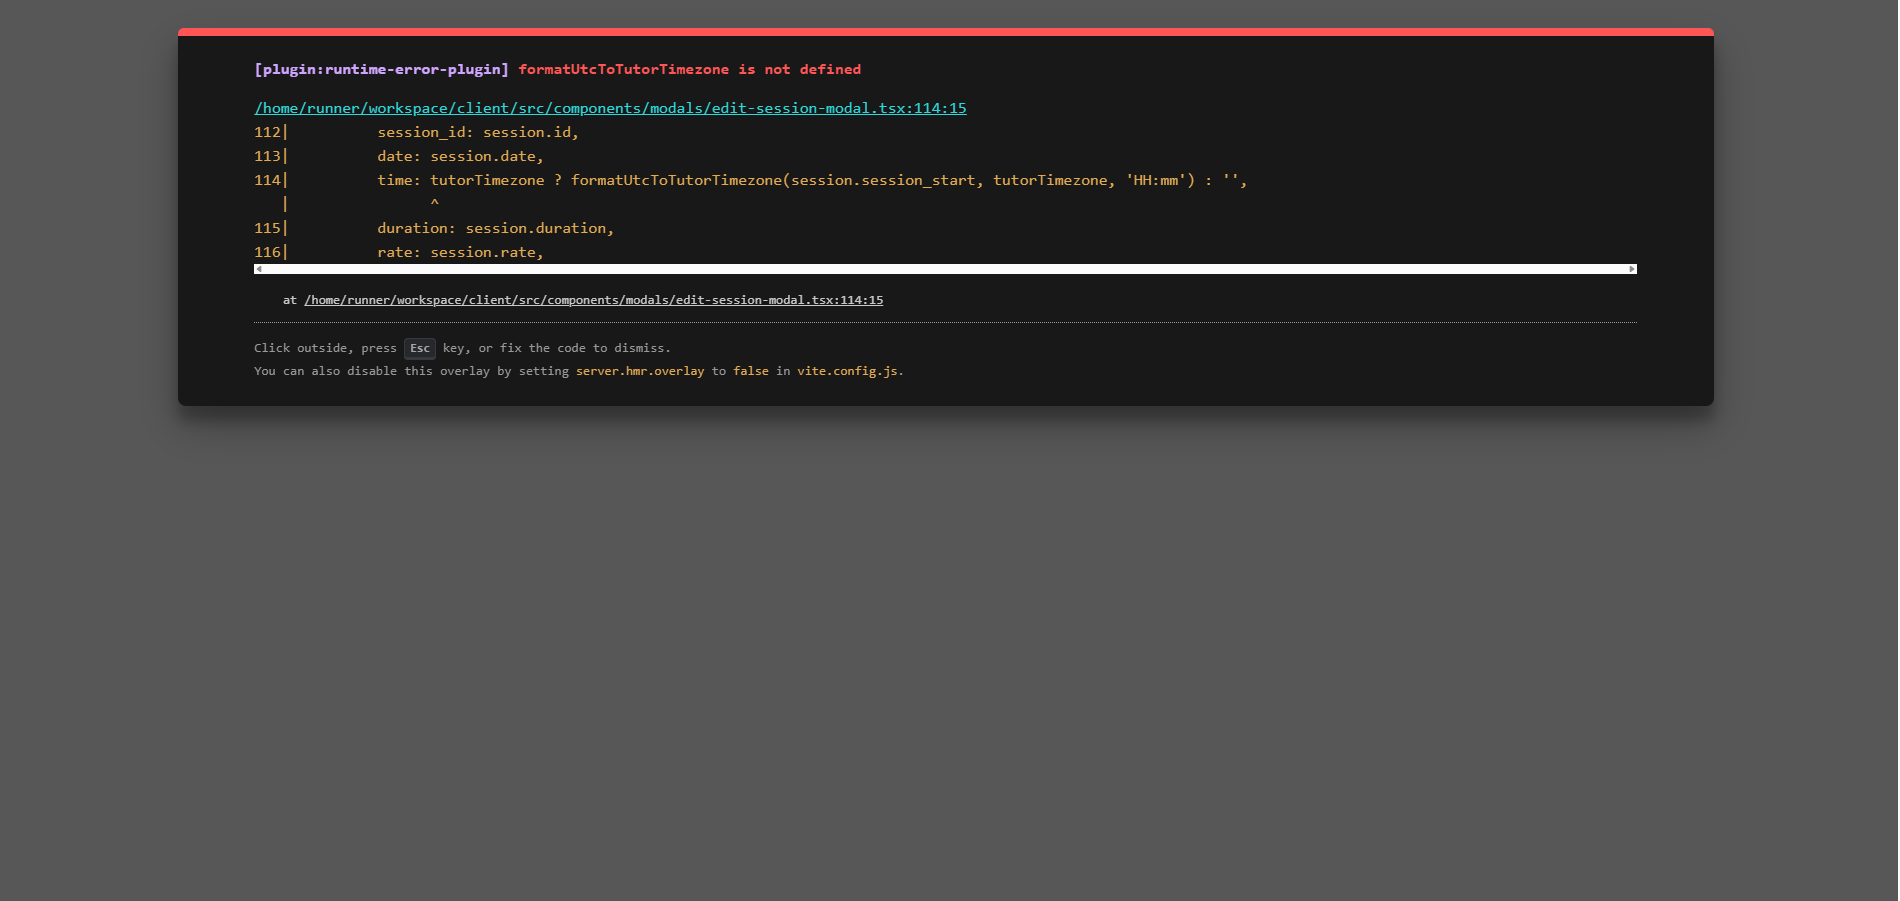 [plugin:runtime-error-plugin] formatUtcToTutorTimezone is not defined
/home/runner/workspace/client/src/components/modals/edit-session-modal.tsx:114:15
112|          session_id: session.id,
113|          date: session.date,
114|          time: tutorTimezone ? formatUtcToTutorTimezone(session.session_start, tutorTimezone, 'HH:mm') : '',
   |                ^
115|          duration: session.duration,
116|          rate: session.rate,
at /home/runner/workspace/client/src/components/modals/edit-session-modal.tsx:114:15
Click outside, press Esc key, or fix the code to dismiss.
You can also disable this overlay by setting server.hmr.overlay to false in vite.config.js.